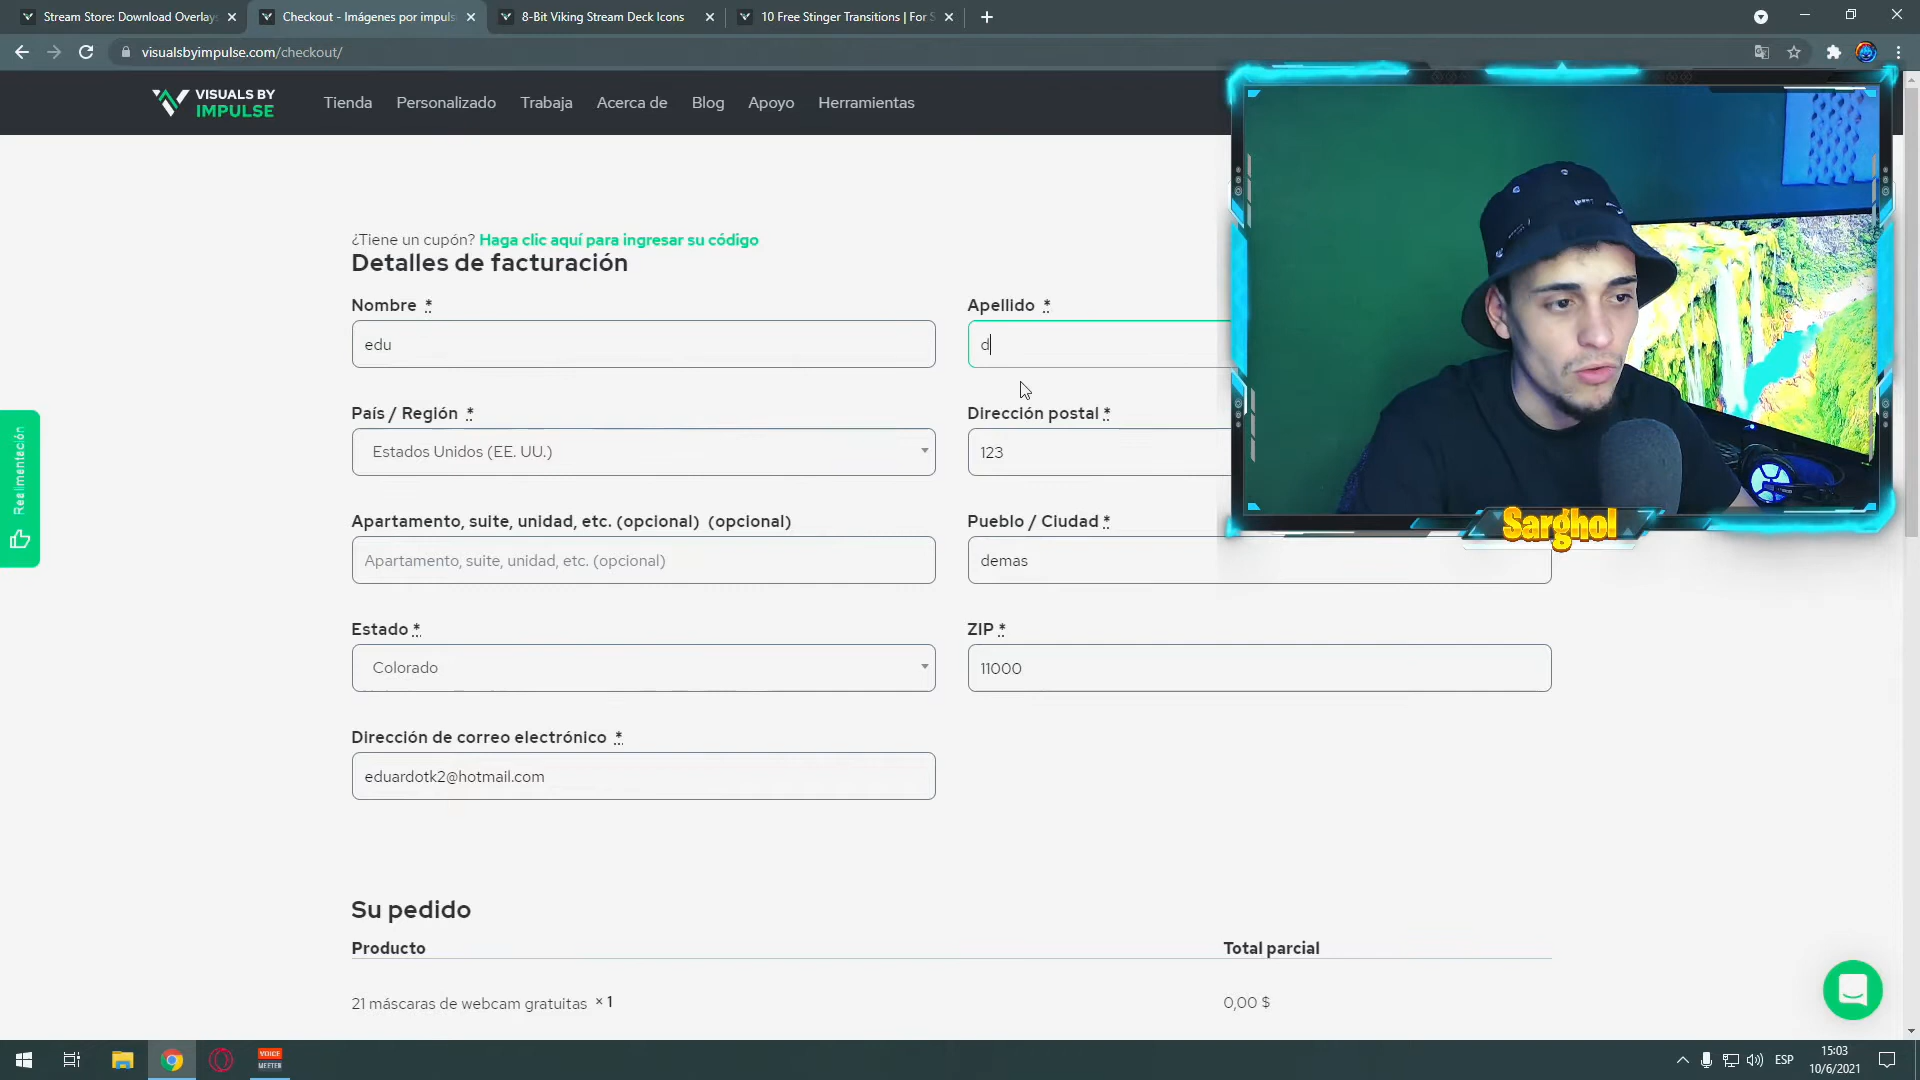 Stream Store: Download Overlays
Checkout - Imágenes por impuls
8-Bit Viking Stream Deck Icons
10 Free Stinger Transitions | For S
visualsbyimpulse.com/checkout/
VISUALS BY
IMPULSE
Tienda Personalizado Trabaja Acerca de Blog Apoyo Herramientas
¿Tiene un cupón? Haga clic aquí para ingresar su código
Detalles de facturación
Nombre *
edu
Apellido *
d
País / Región *
Estados Unidos (EE. UU.)
Dirección postal *
123
Apartamento, suite, unidad, etc. (opcional) (opcional)
Apartamento, suite, unidad, etc. (opcional)
Pueblo / Ciudad *
demas
Estado *
Colorado
ZIP *
11000
Dirección de correo electrónico *
eduardotk2@hotmail.com
Realimentación
Sarghol
Su pedido
Producto Total parcial
21 máscaras de webcam gratuitas × 1 0,00 $
VOICE
MEETER
ESP
15:03
10/6/2021